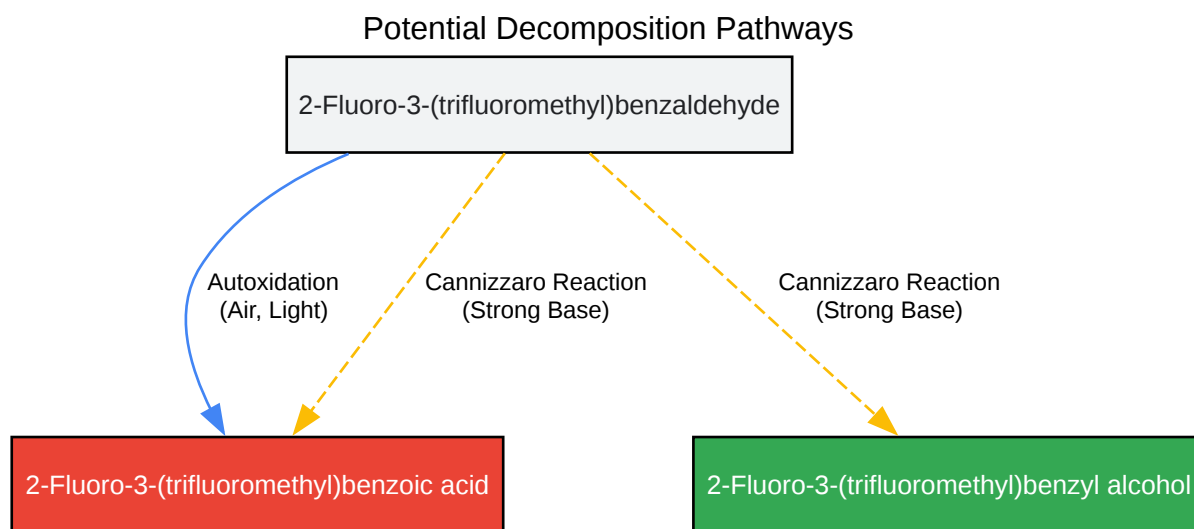 Potential Decomposition Pathways
2-Fluoro-3-(trifluoromethyl)benzaldehyde
Autoxidation
(Air, Light)
Cannizzaro Reaction
(Strong Base)
Cannizzaro Reaction
(Strong Base)
2-Fluoro-3-(trifluoromethyl)benzoic acid
2-Fluoro-3-(trifluoromethyl)benzyl alcohol